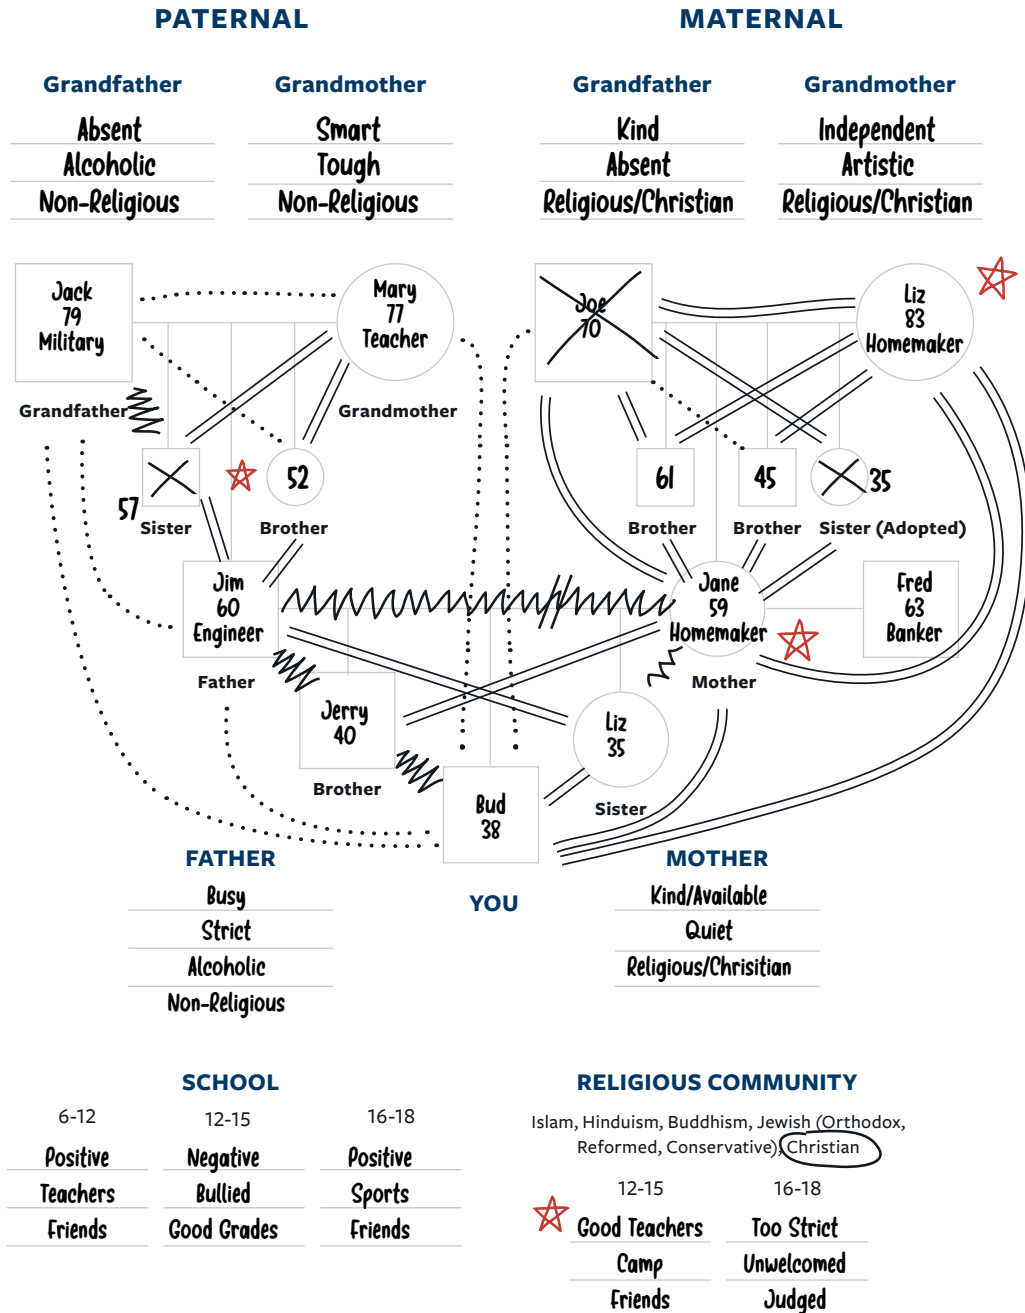 PATERNAL
MATERNAL
Grandfather
Grandmother
Grandfather
Grandmother
Absent
Smart
Kind
Independent
Alcoholic
Tough
Absent
Artistic
Non-Religious
Non-Religious
Religious/Christian
Religious/Christian
Jack
79
Military
Mary
77
Teacher
Joe
70
Liz
83
Homemaker
Grandfather
Grandmother
57
52
61
45
35
Sister
Brother
Brother
Brother
Sister (Adopted)
Jim
60
Engineer
Jane
59
Homemaker
Fred
63
Banker
Father
Mother
Jerry
40
Liz
35
Brother
Sister
Bud
38
FATHER
MOTHER
YOU
Busy
Strict
Alcoholic
Non-Religious
Kind/Available
Quiet
Religious/Chrisitian
SCHOOL
6-12
12-15
16-18
Positive
Negative
Positive
Teachers
Bullied
Sports
Friends
Good Grades
Friends
RELIGIOUS COMMUNITY
Islam, Hinduism, Buddhism, Jewish (Orthodox,
Reformed, Conservative), Christian
12-15
16-18
Good Teachers
Too Strict
Camp
Unwelcomed
Friends
Judged